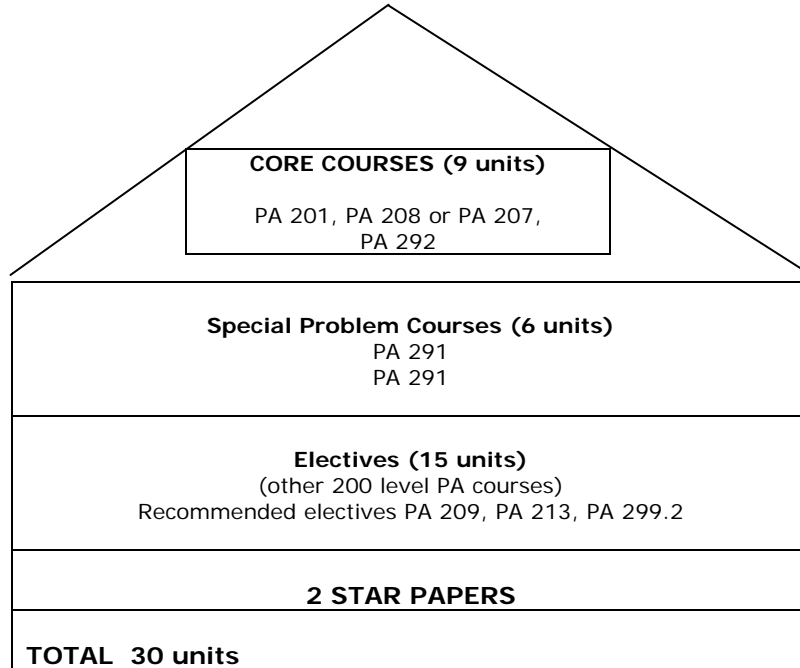 CORE COURSES (9 units)
PA 201, PA 208 or PA 207,
PA 292
Special Problem Courses (6 units)
PA 291
PA 291
Electives (15 units)
(other 200 level PA courses)
Recommended electives PA 209, PA 213, PA 299.2
2 STAR PAPERS
TOTAL 30 units